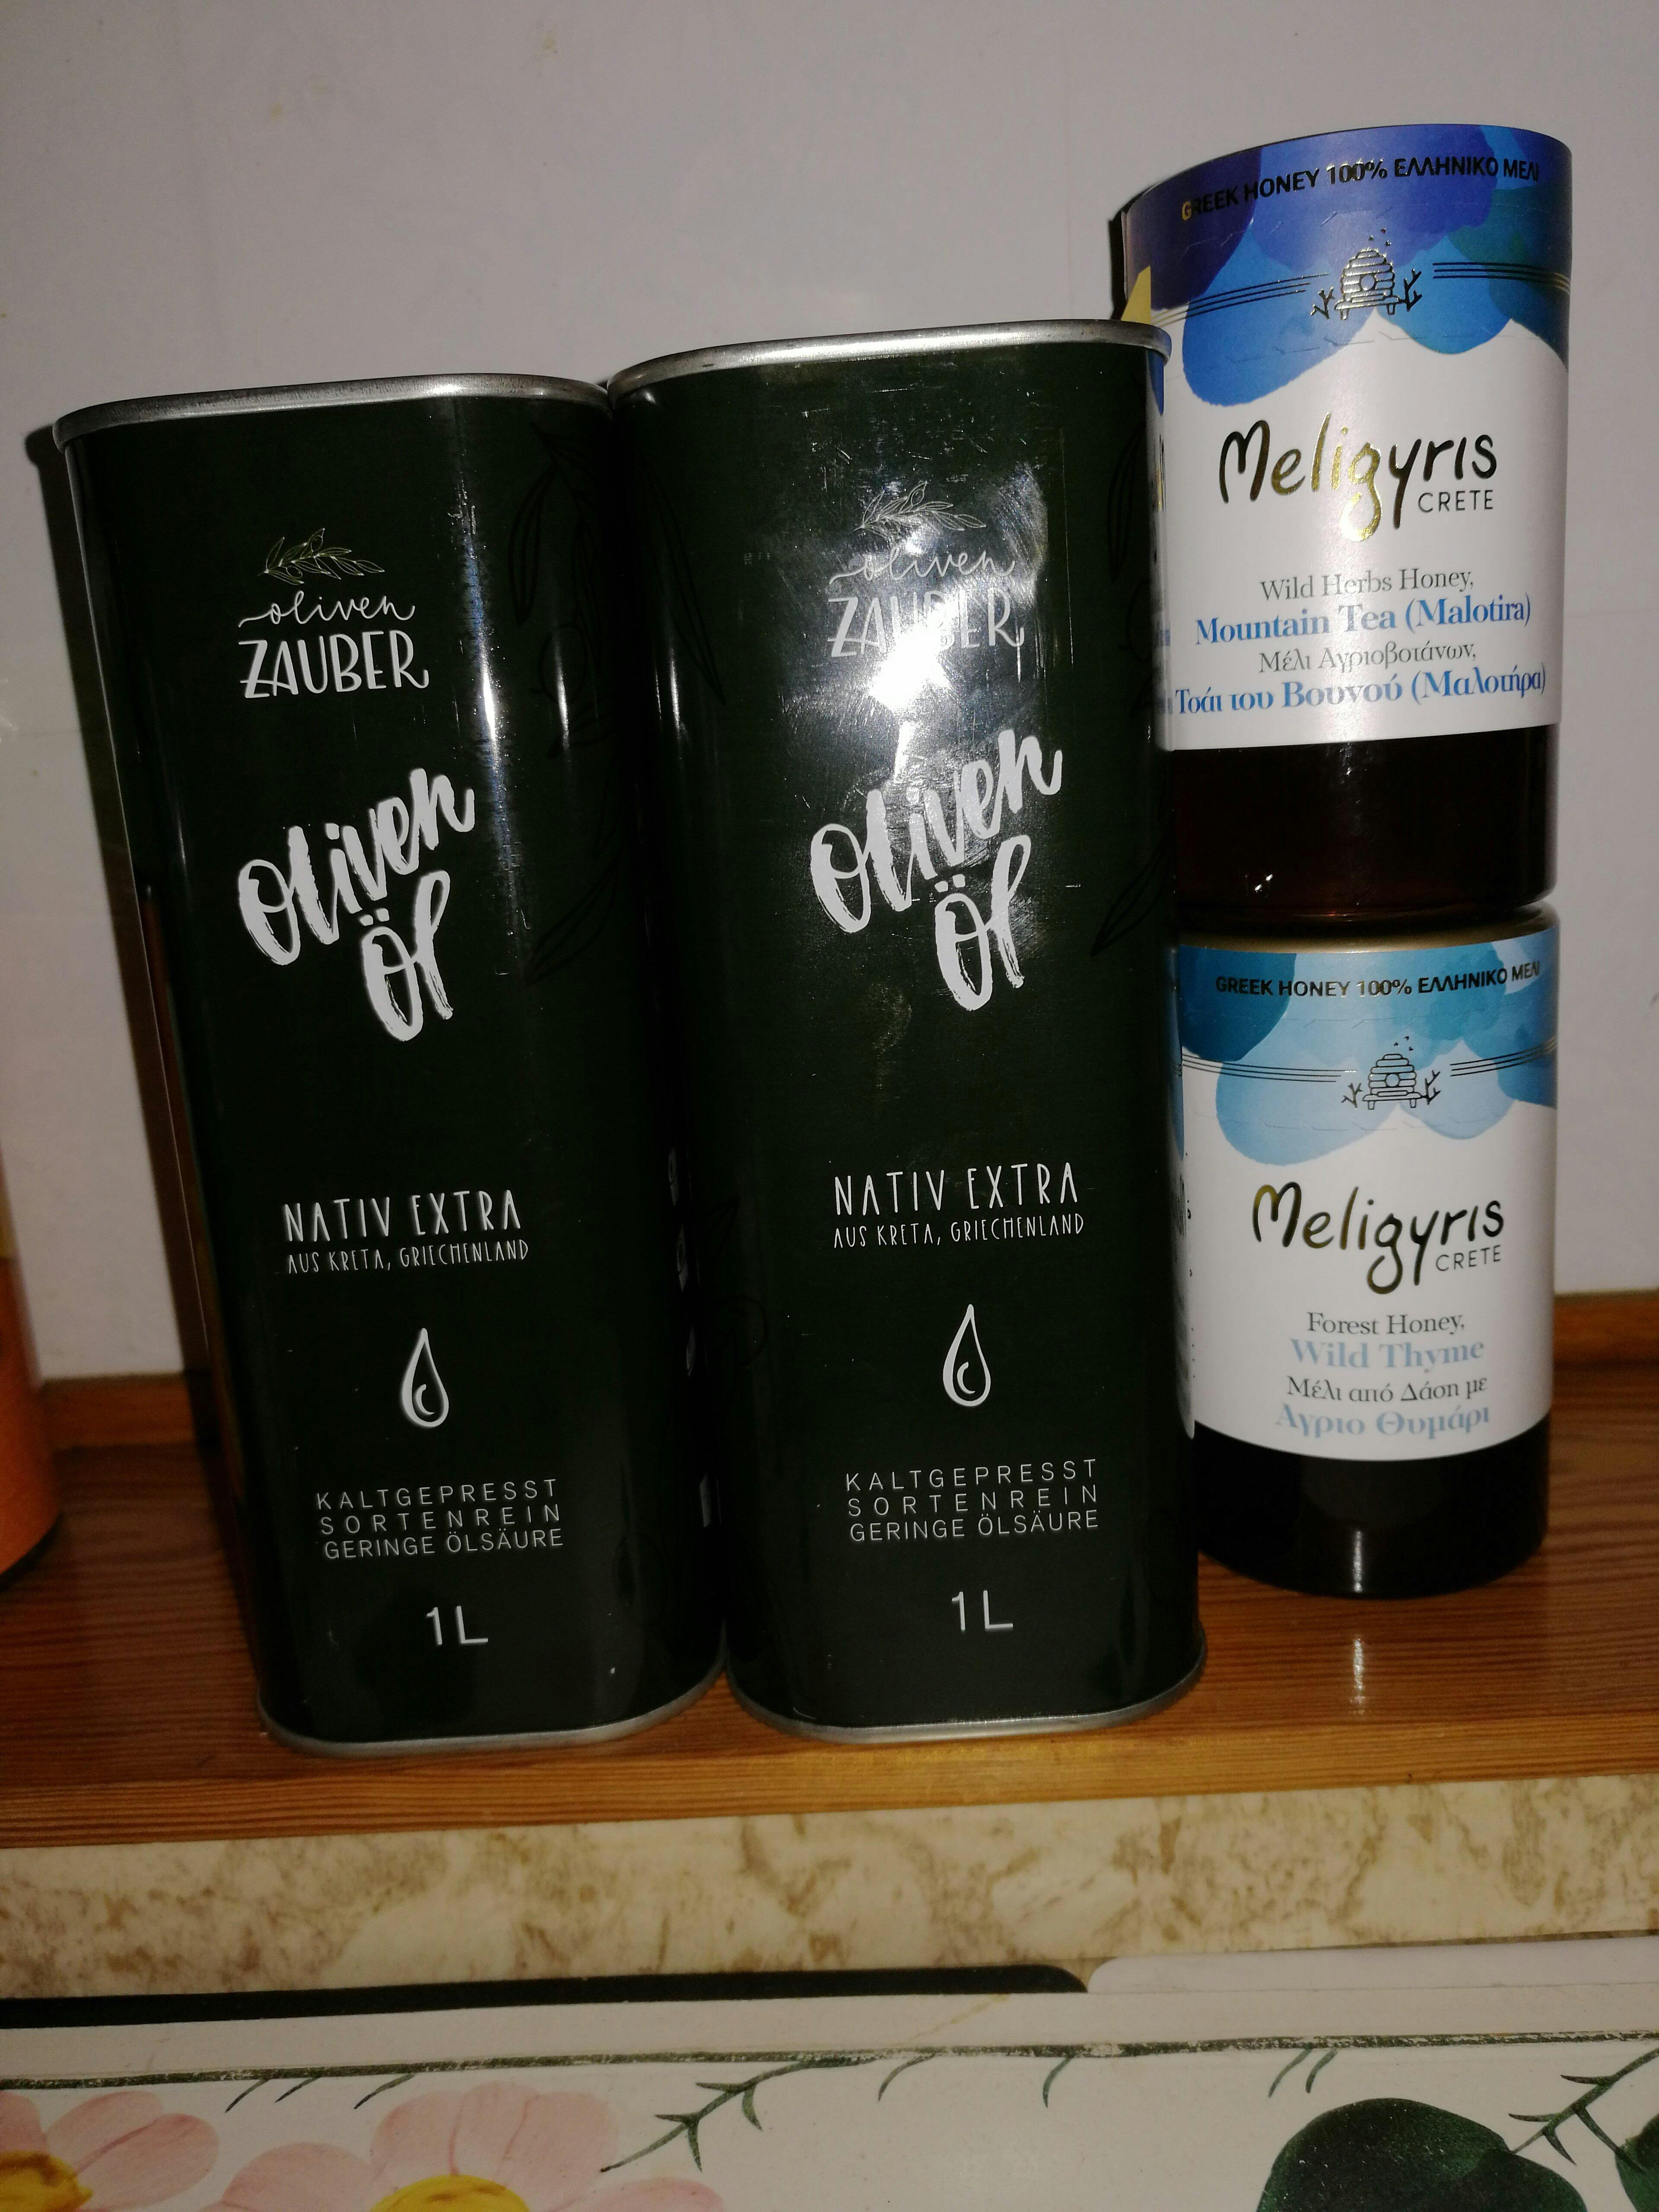 oliven
ZAUBER
oliven
öl
NATIV EXTRA
AUS KRETA, GRIECHENLAND
KALTGEPRESST
SORTENREIN
GERINGE ÖLSÄURE
1L
oliven
ZAUBER
oliven
öl
NATIV EXTRA
AUS KRETA, GRIECHENLAND
KALTGEPRESST
SORTENREIN
GERINGE ÖLSÄURE
1L
GREEK HONEY 100% ΕΛΛΗΝΙΚΟ ΜΕΛΙ
Meligyris
CRETE
Wild Herbs Honey,
Mountain Tea (Malotira)
Μέλι Αγριοβοτάνων,
Τσάι του Βουνού (Μαλοτήρα)
GREEK HONEY 100% ΕΛΛΗΝΙΚΟ ΜΕΛΙ
Meligyris
CRETE
Forest Honey,
Wild Thyme
Μέλι από Δάση με
Αγριο Θυμάρι